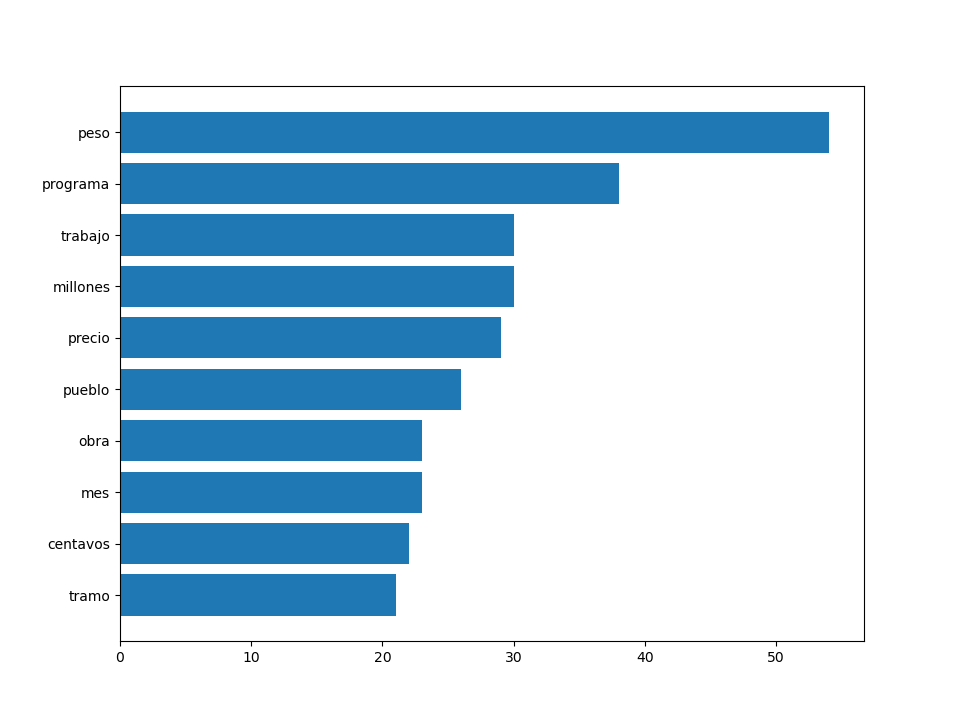 peso
programa
trabajo
millones
precio
pueblo
obra
mes
centavos
tramo
0 10 20 30 40 50